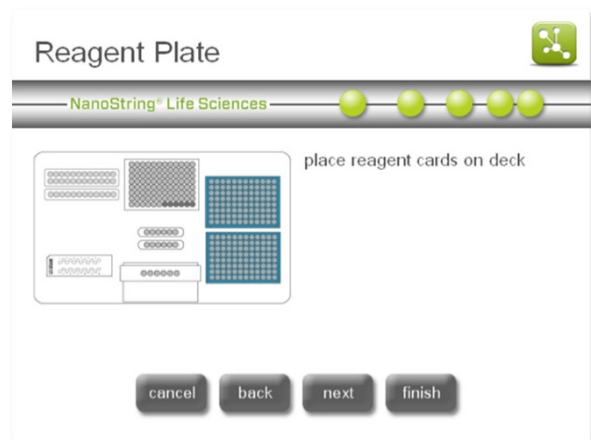 Reagent Plate
NanoString® Life Sciences
place reagent cards on deck
cancel
back
next
finish